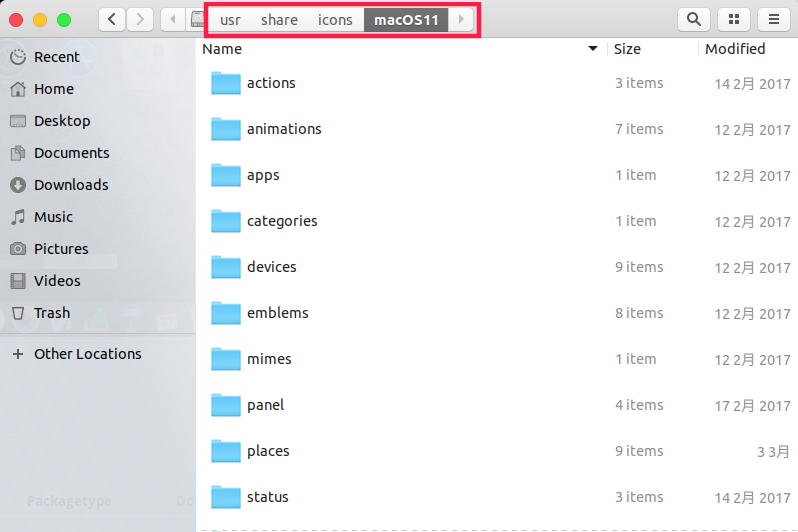 usr share icons macOS11
Name Size Modified
Recent
Home
Desktop
Documents
Downloads
Music
Pictures
Videos
Trash
Other Locations
actions 3 items 14 2月 2017
animations 7 items 12 2月 2017
apps 1 item 12 2月 2017
categories 1 item 12 2月 2017
devices 9 items 12 2月 2017
emblems 8 items 12 2月 2017
mimes 1 item 12 2月 2017
panel 4 items 17 2月 2017
places 9 items 3 3月
status 3 items 14 2月 2017
Packagetype Do